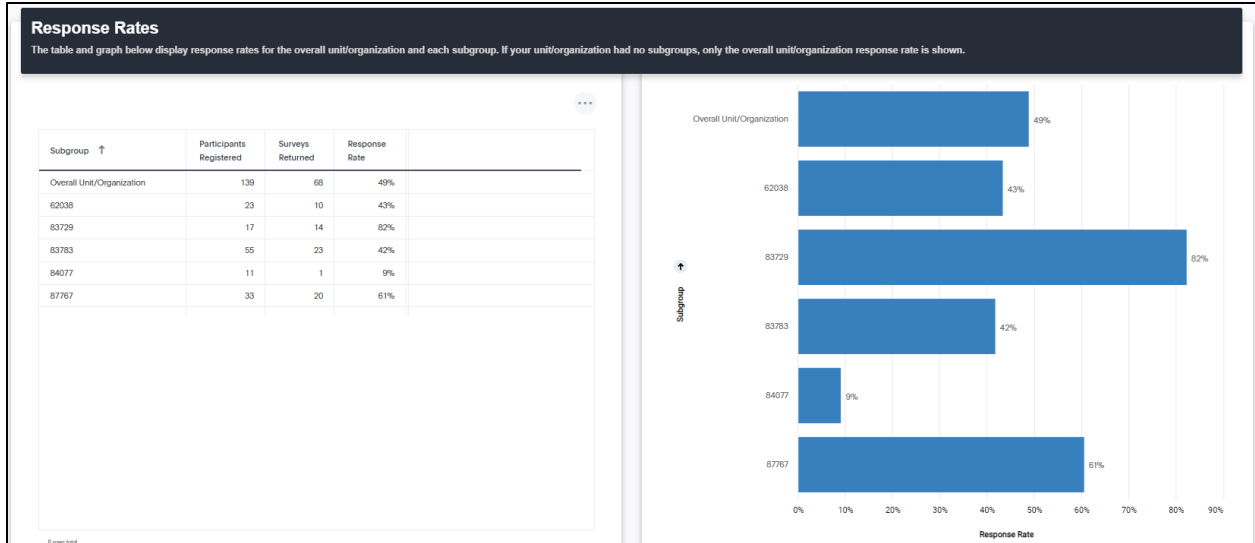 Response Rates
The table and graph below display response rates for the overall unit/organization and each subgroup. If your unit/organization had no subgroups, only the overall unit/organization response rate is shown.
Subgroup ↑ Participants Registered Surveys Returned Response Rate
Overall Unit/Organization 139 68 49%
62038 23 10 43%
83729 17 14 82%
83783 55 23 42%
84077 11 1 9%
87767 33 20 61%
6 rows total
Subgroup
Overall Unit/Organization 49%
62038 43%
83729 82%
83783 42%
84077 9%
87767 61%
0% 10% 20% 30% 40% 50% 60% 70% 80% 90%
Response Rate